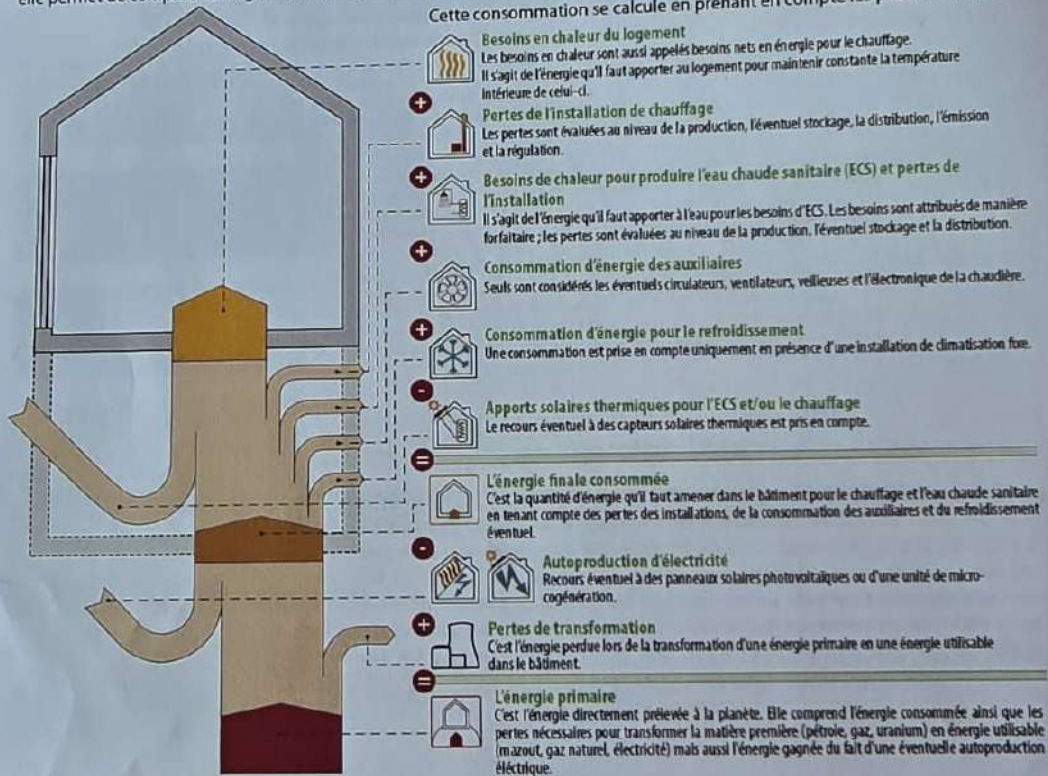 Cette consommation se calcule en prenant en
Besoins en chaleur du logement
Les besoins en chaleur sont aussi appelés besoins nets en énergie pour le chauffage.
Il s'agit de l'énergie qu'il faut apporter au logement pour maintenir constante la température
intérieure de celui-ci.
+
Pertes de l'installation de chauffage
Les pertes sont évaluées au niveau de la production, l'éventuel stockage, la distribution, l'émission
et la régulation.
+
Besoins de chaleur pour produire l'eau chaude sanitaire (ECS) et pertes de
l'installation
Il s'agit de l'énergie qu'il faut apporter à l'eau pour les besoins d'ECS. Les besoins sont attribués de manière
forfaitaire ; les pertes sont évaluées au niveau de la production, l'éventuel stockage et la distribution.
+
Consommation d'énergie des auxiliaires
Seuls sont considérés les éventuels circulateurs, ventilateurs, veilleuses et l'électronique de la chaudière.
+
Consommation d'énergie pour le refroidissement
Une consommation est prise en compte uniquement en présence d'une installation de climatisation fixe.
-
Apports solaires thermiques pour l'ECS et/ou le chauffage
Le recours éventuel à des capteurs solaires thermiques est pris en compte.
=
L'énergie finale consommée
C'est la quantité d'énergie qu'il faut amener dans le bâtiment pour le chauffage et l'eau chaude sanitaire
en tenant compte des pertes des installations, de la consommation des auxiliaires et du refroidissement
éventuel.
-
Autoproduction d'électricité
Recours éventuel à des panneaux solaires photovoltaïques ou d'une unité de micro-
cogénération.
+
Pertes de transformation
C'est l'énergie perdue lors de la transformation d'une énergie primaire en une énergie utilisable
dans le bâtiment.
=
L'énergie primaire
C'est l'énergie directement prélevée à la planète. Elle comprend l'énergie consommée ainsi que les
pertes nécessaires pour transformer la matière première (pétrole, gaz, uranium) en énergie utilisable
(mazout, gaz naturel, électricité) mais aussi l'énergie gagnée du fait d'une éventuelle autoproduction
éléctrique.